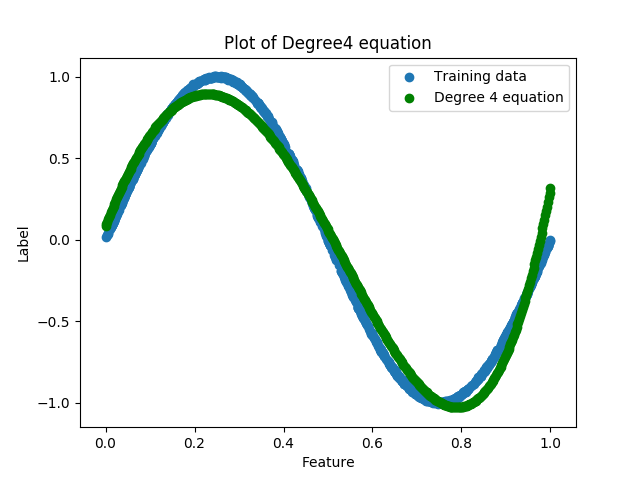 Plot of Degree4 equation
Training data
Degree 4 equation
1.0
0.5
0.0
−0.5
−1.0
Label
0.0 0.2 0.4 0.6 0.8 1.0
Feature